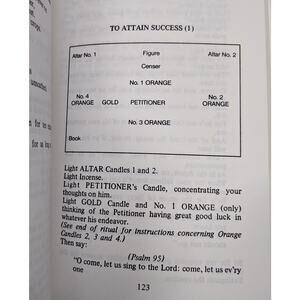 TO ATTAIN SUCCESS (1)
Altar No. 1 Figure Altar No. 2
Censer
No. 1 ORANGE
No. 4 No. 2
ORANGE GOLD PETITIONER ORANGE
No. 3 ORANGE
Book
Light ALTAR Candles 1 and 2.
Light Incense.
Light PETITIONER's Candle, concentrating your
thoughts on him.
Light GOLD Candle and No. 1 ORANGE (only)
thinking of the Petitioner having great good luck in
whatever his endeavor.
(See end of ritual for instructions concerning Orange
Candles 2, 3 and 4.)
Then say:
(Psalm 95)
"O come, let us sing to the Lord: come, let us ev'ry
one
123